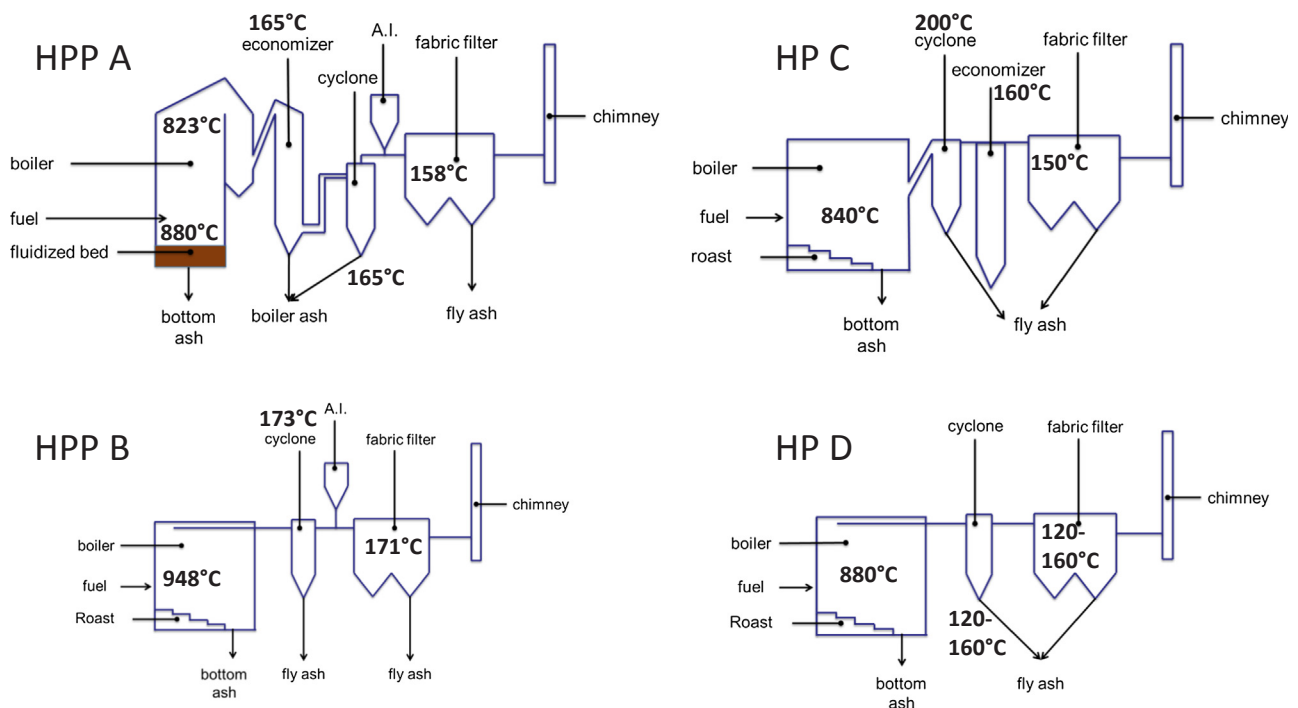 HPP A
165°C
economizer
A.I.
cyclone
fabric filter
chimney
823°C
boiler
158°C
fuel
880°C
fluidized bed
165°C
bottom
ash
boiler ash
fly ash
HP C
200°C
cyclone
economizer
160°C
fabric filter
chimney
boiler
150°C
fuel
840°C
roast
bottom
ash
fly ash
HPP B
173°C
cyclone
A.I.
fabric filter
chimney
boiler
171°C
948°C
fuel
Roast
bottom
ash
fly ash
fly ash
HP D
cyclone
fabric filter
chimney
boiler
120-
160°C
880°C
fuel
Roast
120-
160°C
bottom
ash
fly ash